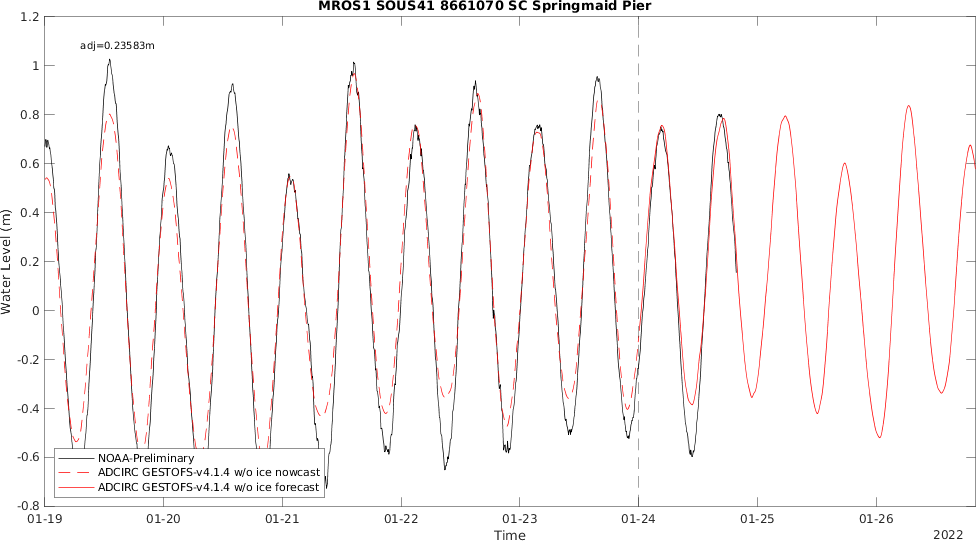 MROS1 SOUS41 8661070 SC Springmaid Pier
adj=0.23583m
1.2
1
0.8
0.6
0.4
0.2
0
-0.2
-0.4
-0.6
-0.8
Water Level (m)
NOAA-Preliminary
ADCIRC GESTOFS-v4.1.4 w/o ice nowcast
ADCIRC GESTOFS-v4.1.4 w/o ice forecast
01-19 01-20 01-21 01-22 01-23 01-24 01-25 01-26
Time
2022